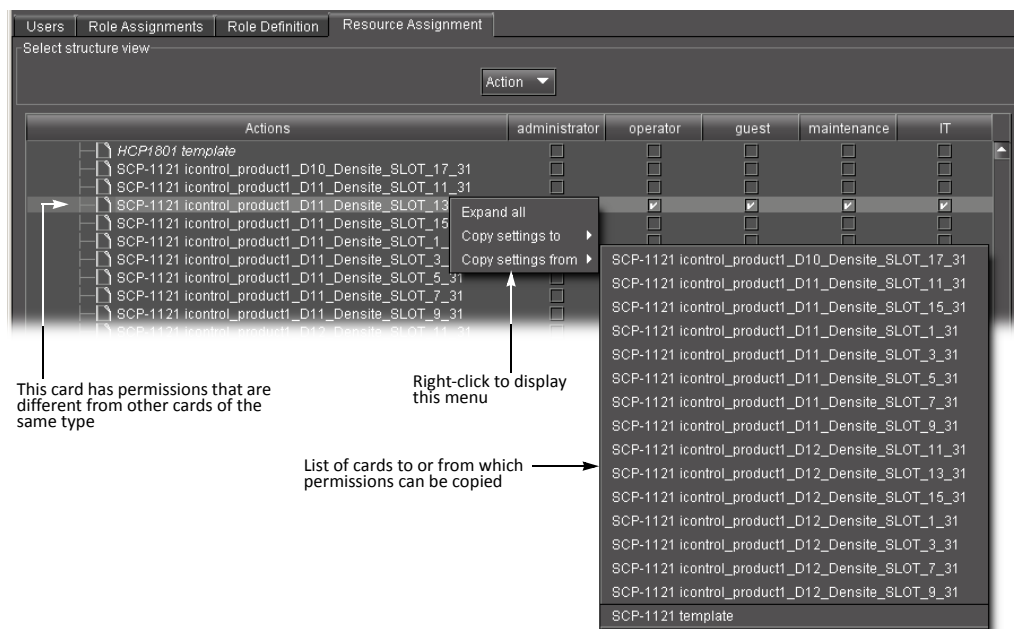 Users Role Assignments Role Definition Resource Assignment
Select structure view
Action
Actions administrator operator guest maintenance IT
HCP1801 template
SCP-1121 icontrol_product1_D10_Densite_SLOT_17_31
SCP-1121 icontrol_product1_D11_Densite_SLOT_11_31
SCP-1121 icontrol_product1_D11_Densite_SLOT_13
SCP-1121 icontrol_product1_D11_Densite_SLOT_15
SCP-1121 icontrol_product1_D11_Densite_SLOT_1_
SCP-1121 icontrol_product1_D11_Densite_SLOT_3_
SCP-1121 icontrol_product1_D11_Densite_SLOT_5_31
SCP-1121 icontrol_product1_D11_Densite_SLOT_7_31
SCP-1121 icontrol_product1_D11_Densite_SLOT_9_31
SCP-1121 icontrol_product1_D12_Densite_SLOT_11_31
Expand all
Copy settings to
Copy settings from
SCP-1121 icontrol_product1_D10_Densite_SLOT_17_31
SCP-1121 icontrol_product1_D11_Densite_SLOT_11_31
SCP-1121 icontrol_product1_D11_Densite_SLOT_15_31
SCP-1121 icontrol_product1_D11_Densite_SLOT_1_31
SCP-1121 icontrol_product1_D11_Densite_SLOT_3_31
SCP-1121 icontrol_product1_D11_Densite_SLOT_5_31
SCP-1121 icontrol_product1_D11_Densite_SLOT_7_31
SCP-1121 icontrol_product1_D11_Densite_SLOT_9_31
SCP-1121 icontrol_product1_D12_Densite_SLOT_11_31
SCP-1121 icontrol_product1_D12_Densite_SLOT_13_31
SCP-1121 icontrol_product1_D12_Densite_SLOT_15_31
SCP-1121 icontrol_product1_D12_Densite_SLOT_1_31
SCP-1121 icontrol_product1_D12_Densite_SLOT_3_31
SCP-1121 icontrol_product1_D12_Densite_SLOT_7_31
SCP-1121 icontrol_product1_D12_Densite_SLOT_9_31
SCP-1121 template
This card has permissions that are
different from other cards of the
same type
Right-click to display
this menu
List of cards to or from which
permissions can be copied